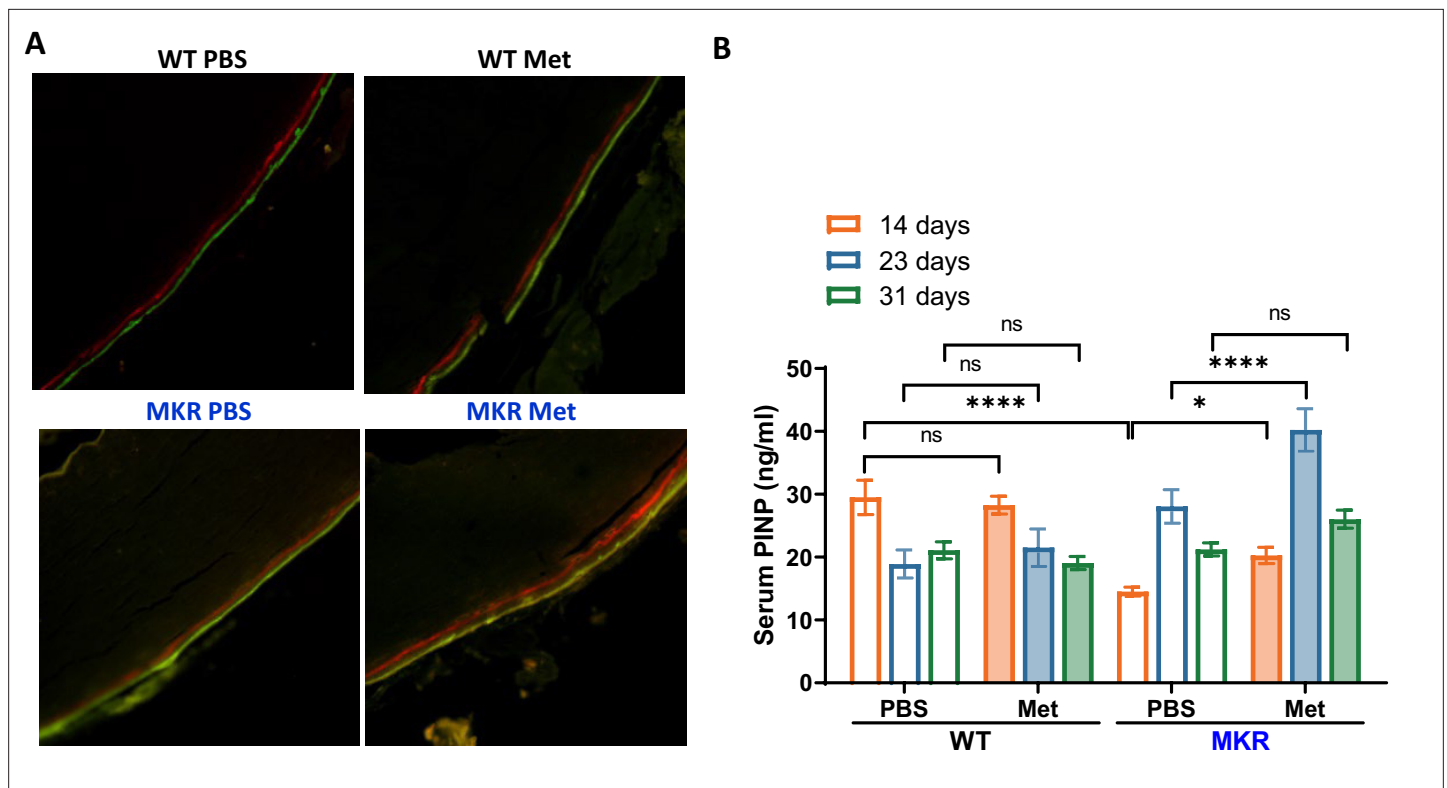 A
WT PBS
WT Met
MKR PBS
MKR Met
B
14 days
23 days
31 days
ns
ns
ns
****
****
*
ns
Serum PINP (ng/ml)
50
40
30
20
10
0
PBS
Met
PBS
Met
WT
MKR